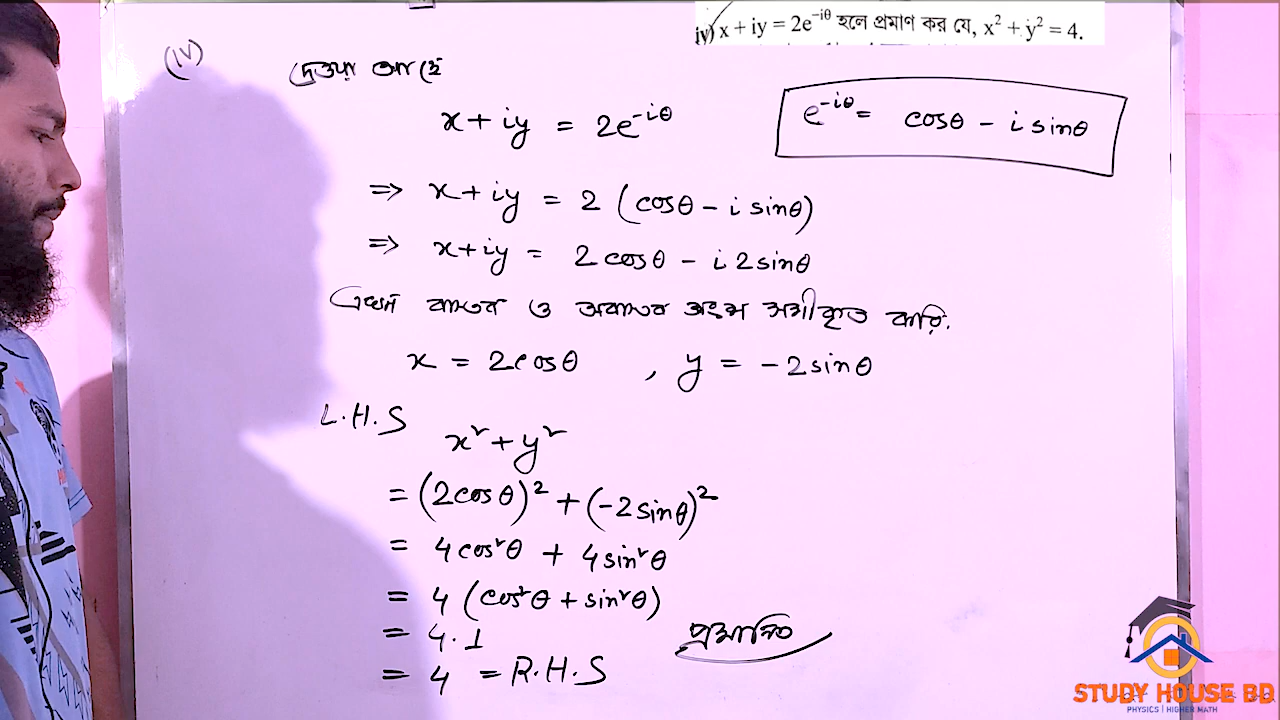 iv) x + iy = 2e^{-iθ} হলে প্রমাণ কর যে, x² + y² = 4.
(iv)
দেওয়া আছে
x + iy = 2e^{-iθ}
e^{-iθ} = cosθ - i sinθ
⇒ x + iy = 2 (cosθ - i sinθ)
⇒ x + iy = 2cosθ - i 2sinθ
এখন বাস্তব ও অবাস্তব অংশ সমীকৃত করি.
x = 2cosθ , y = -2sinθ
L.H.S
x² + y²
= (2cosθ)² + (-2sinθ)²
= 4cos²θ + 4sin²θ
= 4 (cos²θ + sin²θ)
= 4.1
প্রমাণিত
= 4 = R.H.S
STUDY HOUSE BD
PHYSICS | HIGHER MATH